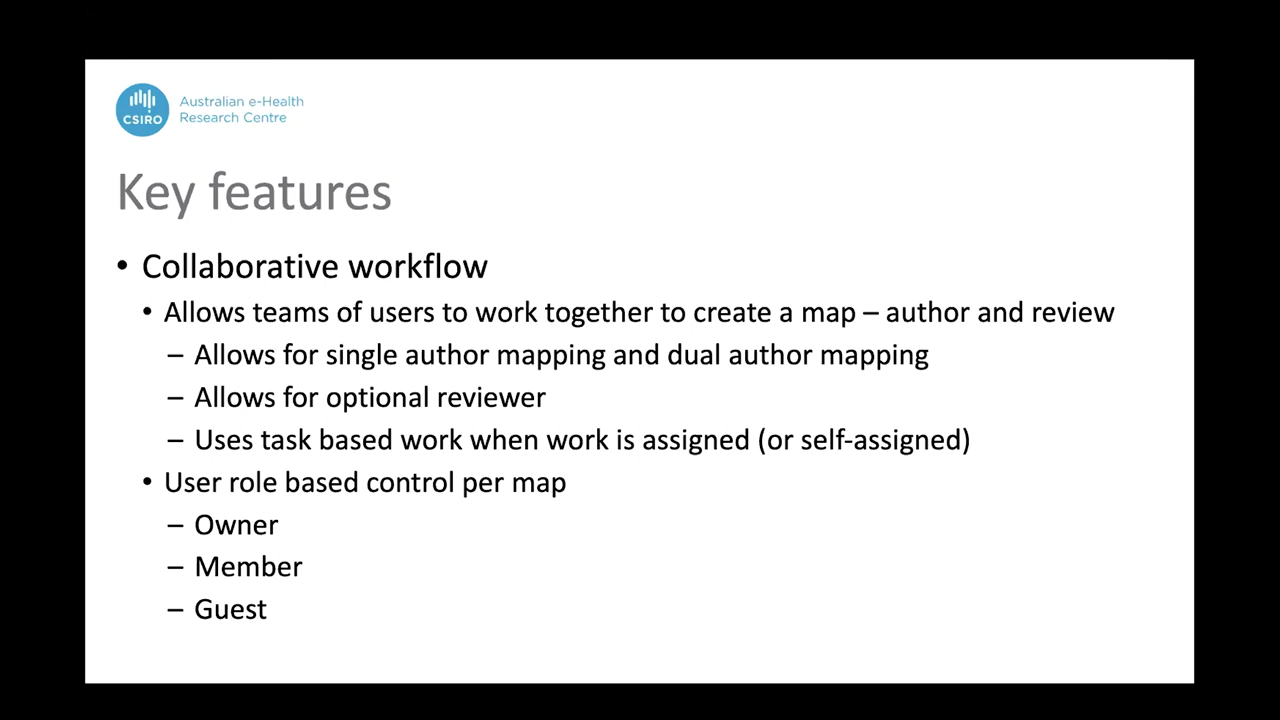 CSIRO
Australian e-Health
Research Centre
Key features
• Collaborative workflow
• Allows teams of users to work together to create a map – author and review
– Allows for single author mapping and dual author mapping
– Allows for optional reviewer
– Uses task based work when work is assigned (or self-assigned)
• User role based control per map
– Owner
– Member
– Guest